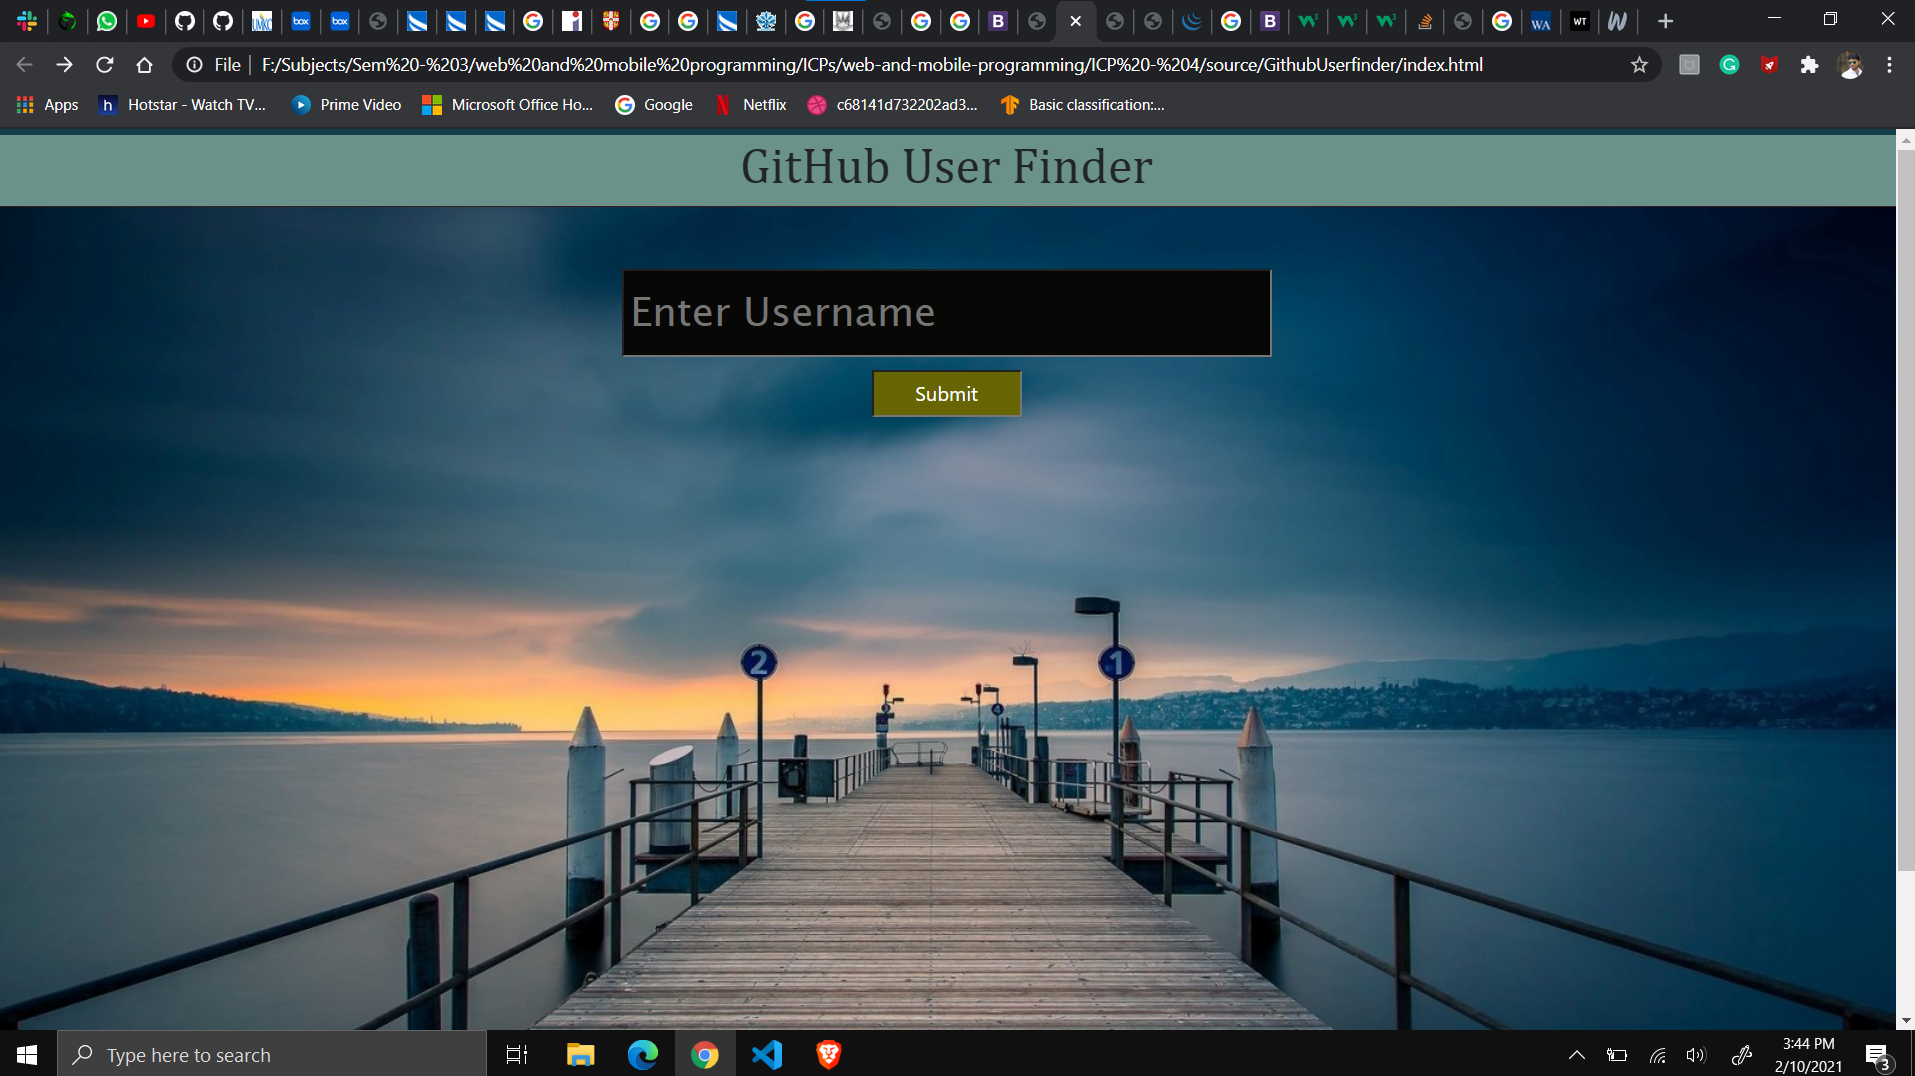 File F:/Subjects/Sem%20-%203/web%20and%20mobile%20programming/ICPs/web-and-mobile-programming/ICP%20-%204/source/GithubUserfinder/index.html
Apps Hotstar - Watch TV... Prime Video Microsoft Office Ho... Google Netflix c68141d732202ad3... Basic classification:...
GitHub User Finder
Enter Username
Submit
2 1
Type here to search
3:44 PM
2/10/2021
3